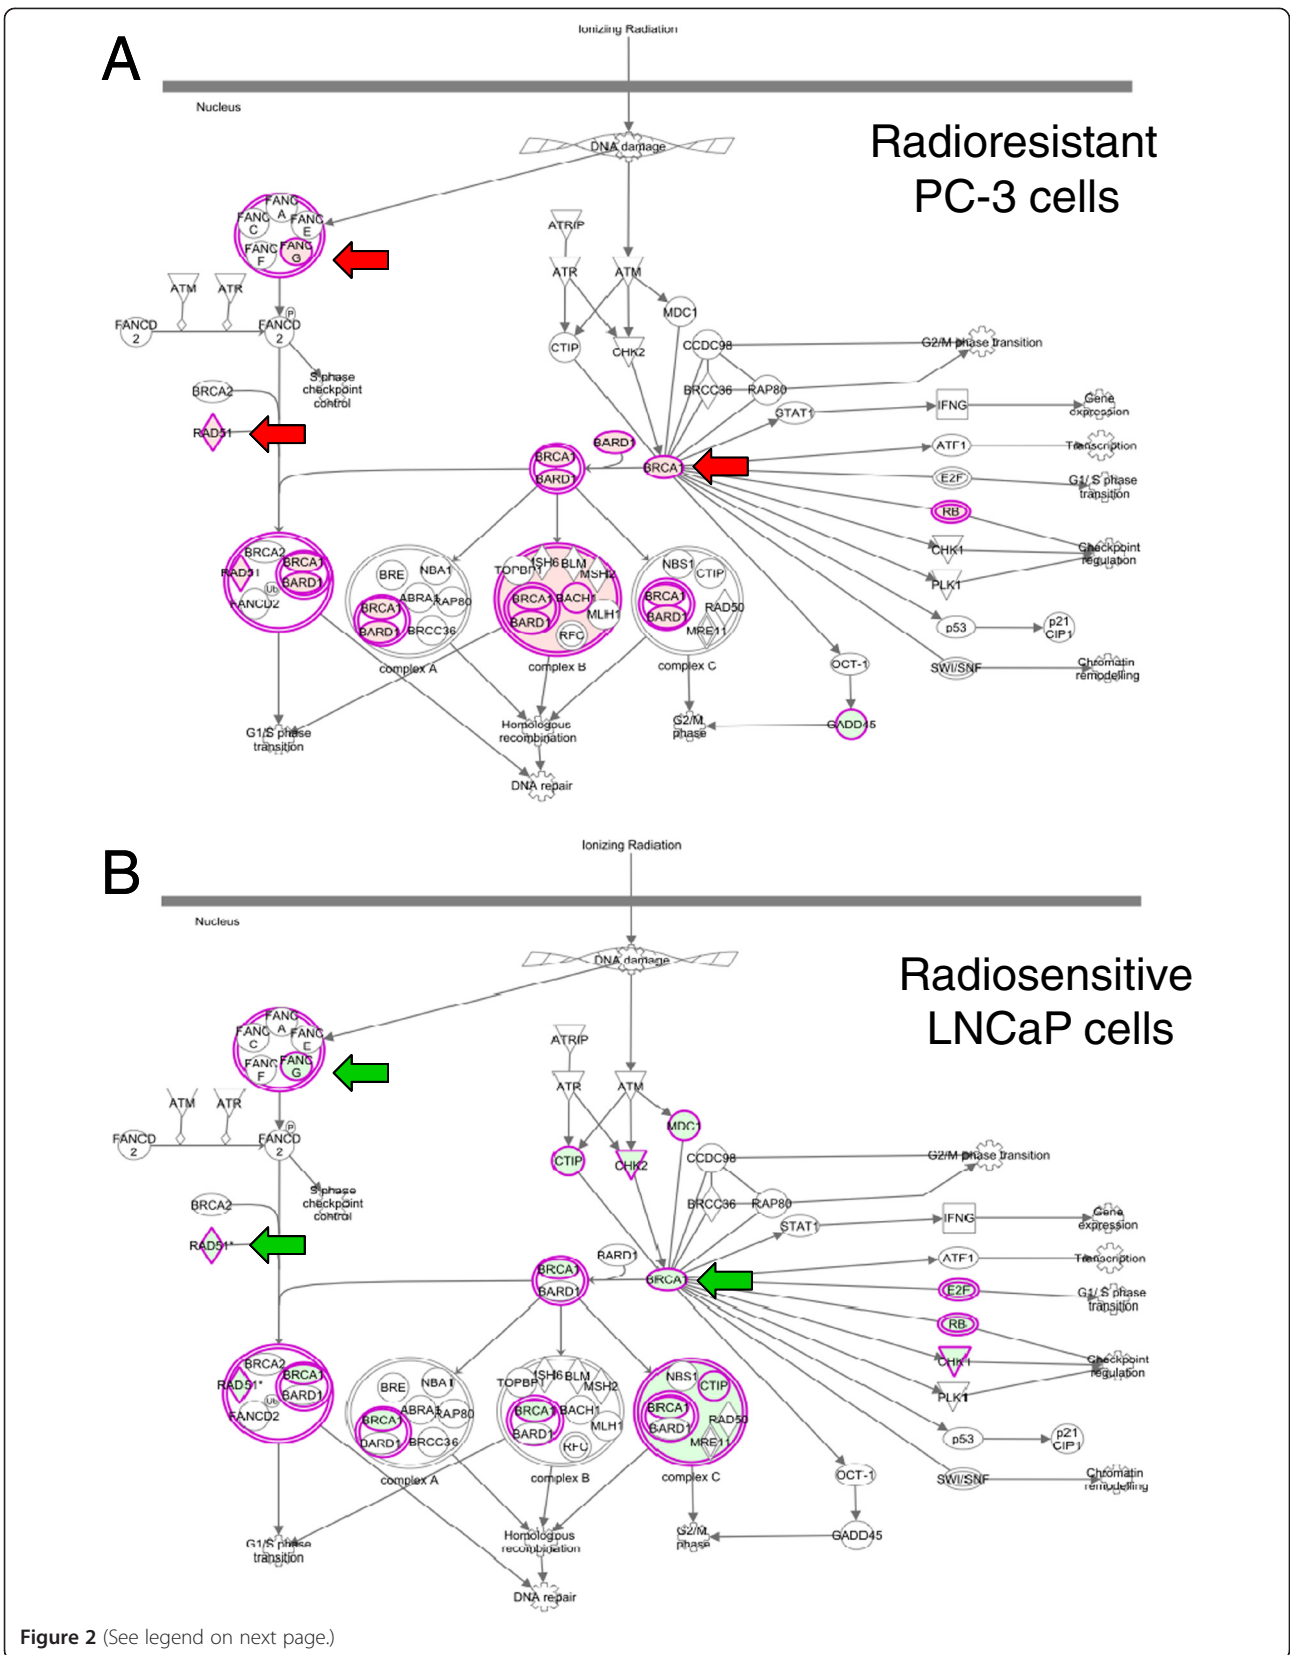 Ionizing Radiation
A
Nucleus
DNA damage
Radioresistant
PC-3 cells
FANC
A
FANC
C
FANC
E
FANC
F
FANC
G
ATRIP
ATR
ATM
ATM
ATR
MDC1
FANCD
2
FANCD
2
P
CTIP
CHK2
CCDC98
G2/M phase transition
S phase
checkpoint
control
BRCA2
BRCC36
RAP80
STAT1
IFNG
Gene
expression
RAD51
BARD1
BRCA1
BARD1
BRCA1
ATF1
Transcription
E2F
G1/S phase
transition
RB
CHK1
Checkpoint
regulation
PLK1
BRCA2
RAD51
BRCA1
BARD1
Ub
FANCD2
BRE
NBA1
ABRA1
RAP80
BRCA1
BARD1
BRCC36
complex A
TOPBP1
MSH6
BLM
MSH2
BRCA1
BACH1
BARD1
MLH1
RFC
complex B
NBS1
CTIP
BRCA1
BARD1
RAD50
MRE11
complex C
p53
p21
CIP1
OCT-1
SWI/SNF
Chromatin
remodelling
G1/S phase
transition
Homologous
recombination
G2/M
phase
GADD45
DNA repair
Ionizing Radiation
B
Nucleus
DNA damage
Radiosensitive
LNCaP cells
FANC
A
FANC
C
FANC
E
FANC
F
FANC
G
ATRIP
ATR
ATM
ATM
ATR
MDC1
FANCD
2
FANCD
2
P
CTIP
CHK2
CCDC98
G2/M phase transition
S phase
checkpoint
control
BRCA2
BRCC36
RAP80
STAT1
IFNG
Gene
expression
RAD51*
BARD1
BRCA1
BARD1
BRCA1
ATF1
Transcription
E2F
G1/S phase
transition
RB
CHK1
Checkpoint
regulation
PLK1
BRCA2
RAD51*
BRCA1
BARD1
Ub
FANCD2
BRE
NBA1
ABRA1
RAP80
BRCA1
BARD1
BRCC36
complex A
TOPBP1
MSH6
BLM
MSH2
BRCA1
BACH1
BARD1
MLH1
RFC
complex B
NBS1
CTIP
BRCA1
BARD1
RAD50
MRE11
complex C
p53
p21
CIP1
OCT-1
SWI/SNF
Chromatin
remodelling
G1/S phase
transition
Homologous
recombination
G2/M
phase
GADD45
DNA repair
Figure 2 (See legend on next page.)